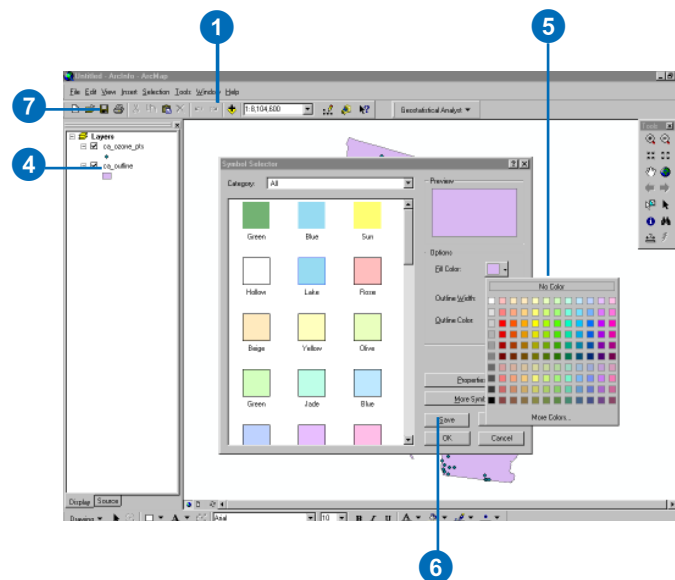 1
5
Untitled - ArcInfo - ArcMap
File Edit View Insert Selection Tools Window Help
7
1:8,104,600
Geostatistical Analyst
Layers
ca_ozone_pts
4
ca_outline
Tools
Symbol Selector
Category: All
Preview
Green Blue Sun
Options
Fill Color:
No Color
Hollow Lake Rose
Outline Width:
Outline Color:
Beige Yellow Olive
Properties
More Symb
Green Jade Blue
More Colors...
Save
OK Cancel
Display Source
Drawing Arial 10 B I U A
6